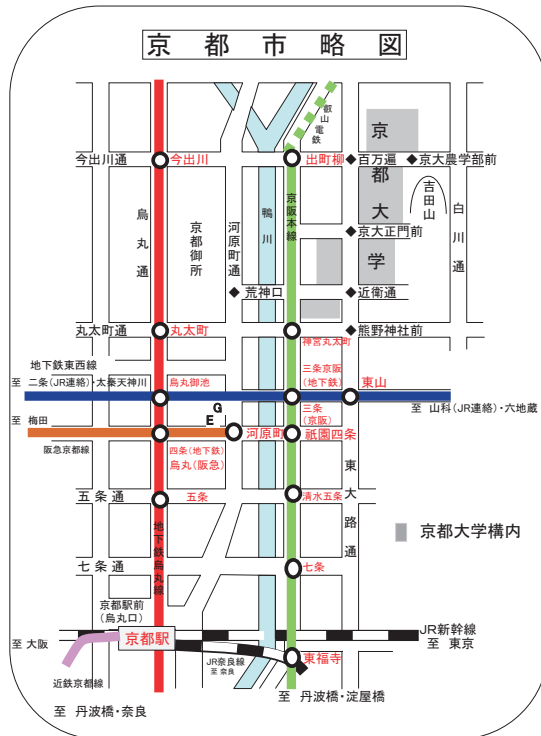 京都市略図
叡山電鉄
京都大学
今出川通
今出川
出町柳
◆百万遍
◆京大農学部前
吉田山
烏丸通
京都御所
河原町通
鴨川
京阪本線
白川通
◆京大正門前
◆荒神口
◆近衛通
丸太町通
丸太町
神宮丸太町
◆熊野神社前
地下鉄東西線
至 二条(JR連絡)・太秦天神川
烏丸御池
三条京阪
(地下鉄)
東山
至 山科(JR連絡)・六地蔵
三条
(京阪)
G
E
至 梅田
河原町
祇園四条
阪急京都線
四条(地下鉄)
烏丸(阪急)
東大路通
五条通
五条
清水五条
地下鉄烏丸線
京都大学構内
七条通
七条
京都駅前
(烏丸口)
京都駅
JR新幹線
至 東京
至 大阪
JR奈良線
至 奈良
東福寺
近鉄京都線
至 丹波橋・奈良
至 丹波橋・淀屋橋